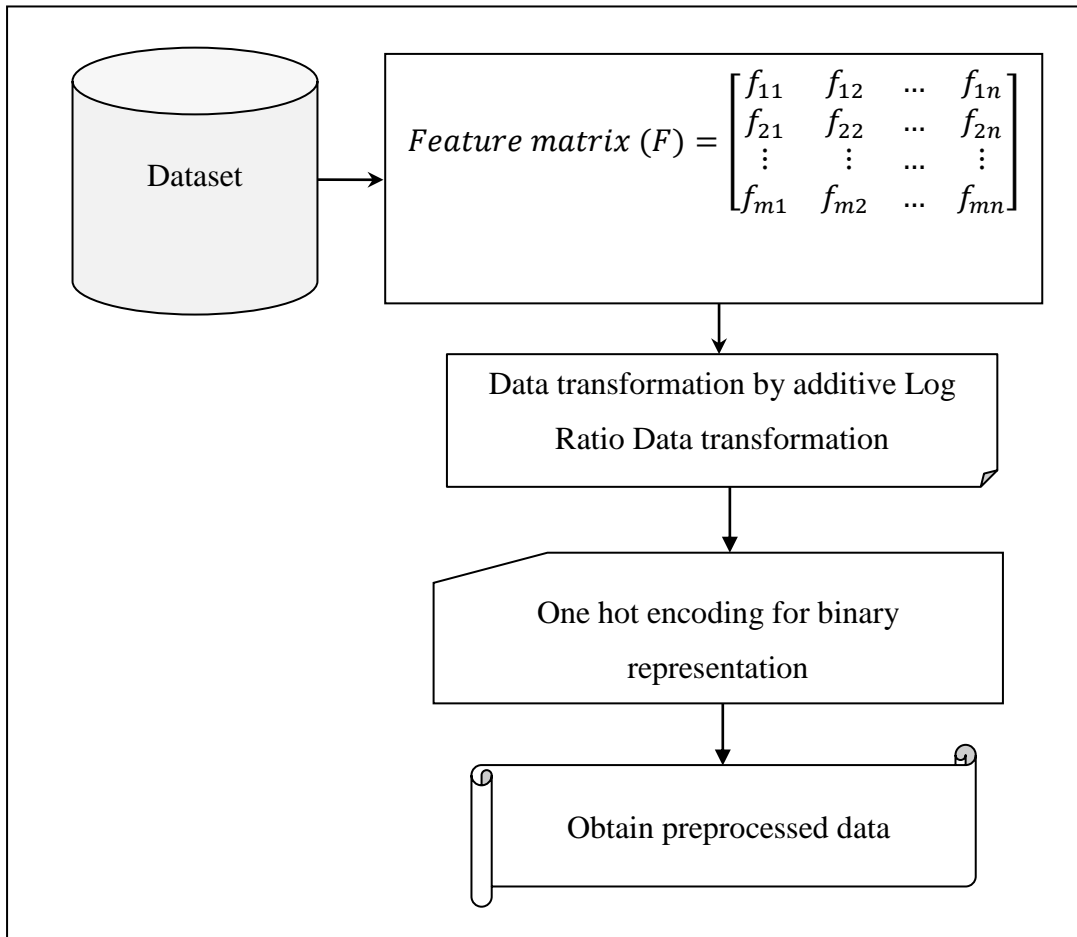 Dataset
Feature matrix (F) =
f11 f12 ... f1n
f21 f22 ... f2n
⋮ ⋮ ... ⋮
fm1 fm2 ... fmn
Data transformation by additive Log
Ratio Data transformation
One hot encoding for binary
representation
Obtain preprocessed data